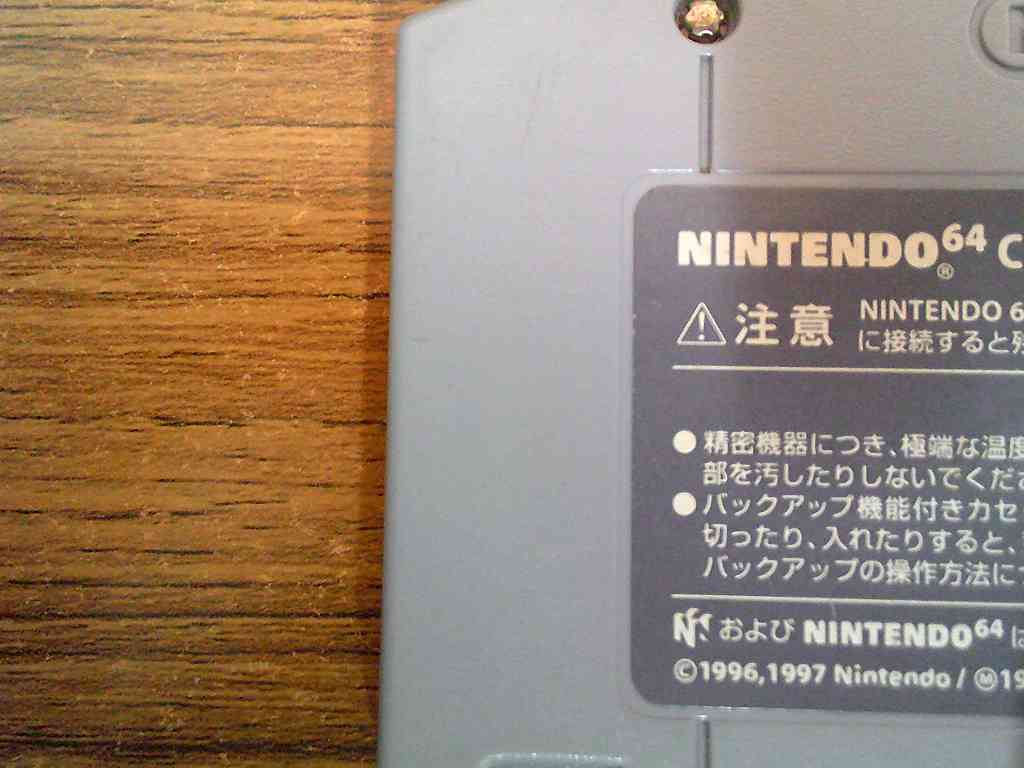 NINTENDO64 C
®
⚠ 注意 NINTENDO 6
に接続すると
●精密機器につき、極端な温度
部を汚したりしないでくださ
●バックアップ機能付きカセ
切ったり、入れたりすると、
バックアップの操作方法に
N および NINTENDO64 は
©1996,1997 Nintendo / Ⓜ19